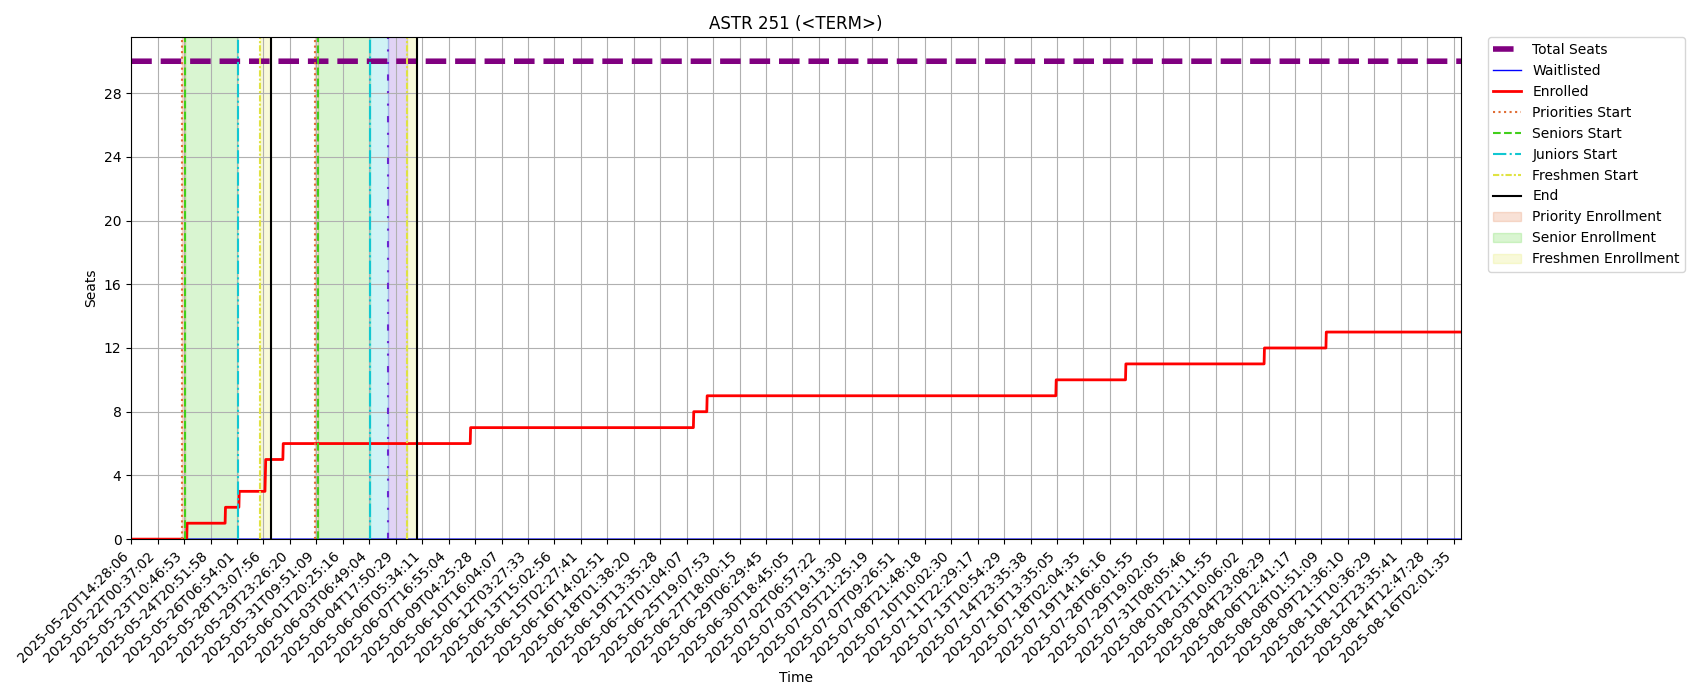 ASTR 251 (<TERM>)
Total Seats
Waitlisted
Enrolled
Priorities Start
Seniors Start
Juniors Start
Freshmen Start
End
Priority Enrollment
Senior Enrollment
Freshmen Enrollment
Seats
28
24
20
16
12
8
4
0
2025-05-20T14:28:06
2025-05-22T00:37:02
2025-05-23T10:46:53
2025-05-24T20:51:58
2025-05-26T06:54:01
2025-05-28T13:07:56
2025-05-29T23:26:20
2025-05-31T09:51:09
2025-06-01T20:25:16
2025-06-03T06:49:04
2025-06-04T17:50:29
2025-06-06T05:34:11
2025-06-07T16:55:04
2025-06-09T04:25:28
2025-06-10T16:04:07
2025-06-12T03:27:33
2025-06-13T15:02:56
2025-06-15T02:27:41
2025-06-16T14:02:51
2025-06-18T01:38:20
2025-06-19T13:35:28
2025-06-21T01:04:07
2025-06-25T19:07:53
2025-06-27T18:00:15
2025-06-29T06:29:45
2025-06-30T18:45:05
2025-07-02T06:57:22
2025-07-03T19:13:30
2025-07-05T21:25:19
2025-07-07T09:26:51
2025-07-08T21:48:18
2025-07-10T10:02:30
2025-07-11T22:29:17
2025-07-13T10:54:29
2025-07-14T23:35:38
2025-07-16T13:35:05
2025-07-18T02:04:35
2025-07-19T14:16:16
2025-07-28T06:01:55
2025-07-29T19:02:05
2025-07-31T08:05:46
2025-08-01T21:11:55
2025-08-03T10:06:02
2025-08-04T23:08:29
2025-08-06T12:41:17
2025-08-08T01:51:09
2025-08-09T21:36:10
2025-08-11T10:36:29
2025-08-12T23:35:41
2025-08-14T12:47:28
2025-08-16T02:01:35
Time